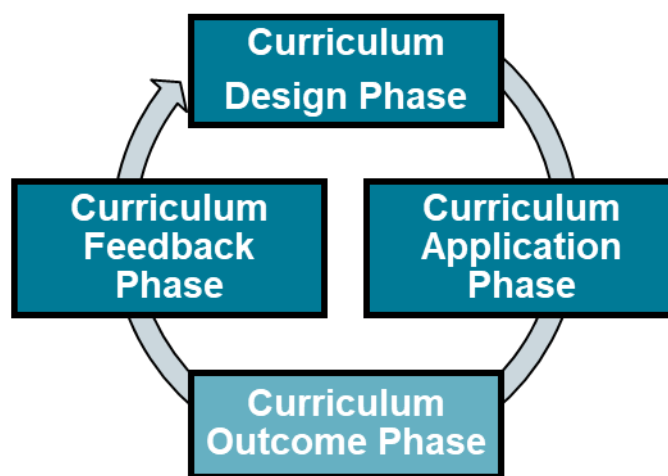 Curriculum
Design Phase
Curriculum
Feedback
Phase
Curriculum
Application
Phase
Curriculum
Outcome Phase